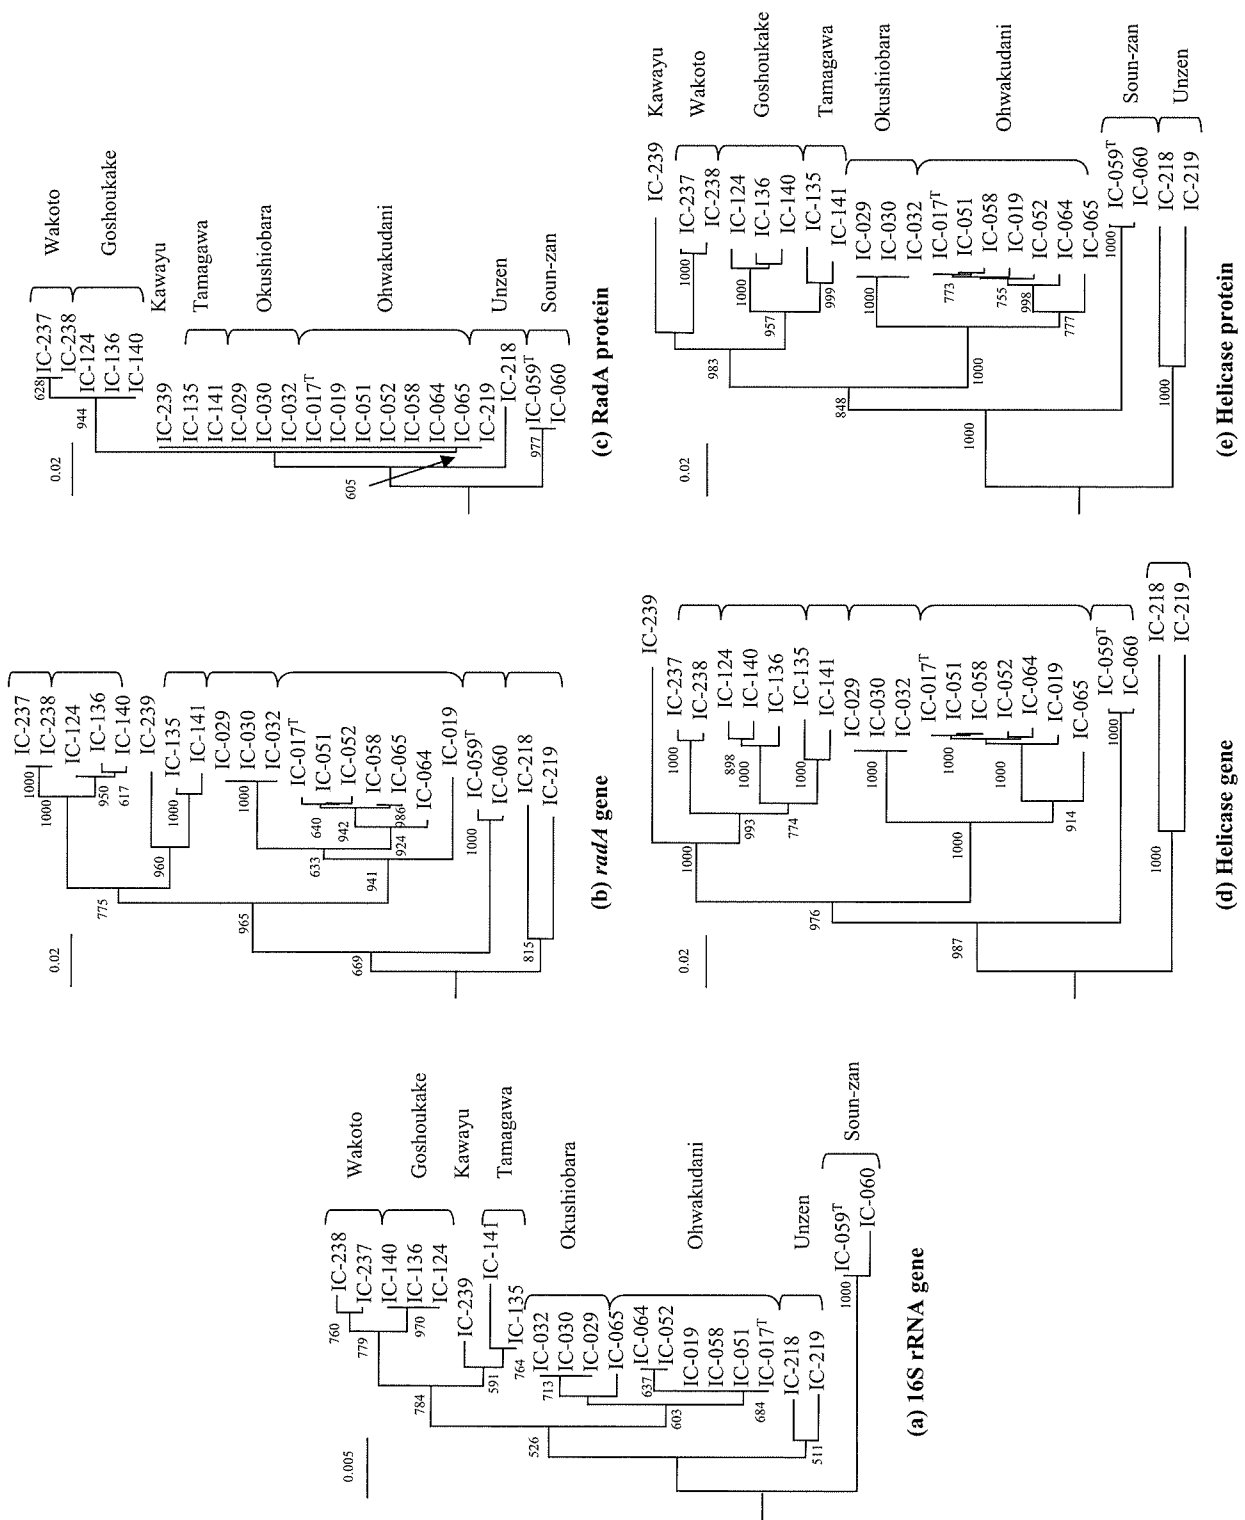 0.005
760
779
784
970
591
764
526
713
637
603
684
511
1000
IC-238
IC-237
IC-140
IC-136
IC-124
IC-239
IC-141
IC-135
IC-032
IC-030
IC-029
IC-065
IC-064
IC-052
IC-019
IC-058
IC-051
IC-017T
IC-218
IC-219
IC-059T
IC-060
Wakoto
Goshoukake
Kawayu
Tamagawa
Okushiobara
Ohwakudani
Unzen
Soun-zan
(a) 16S rRNA gene
0.02
1000
1000
950
617
775
960
1000
965
1000
633
640
942
986
924
941
669
1000
815
IC-237
IC-238
IC-124
IC-136
IC-140
IC-239
IC-135
IC-141
IC-029
IC-030
IC-032
IC-017T
IC-051
IC-052
IC-058
IC-065
IC-064
IC-019
IC-059T
IC-060
IC-218
IC-219
(b) radA gene
0.02
628
944
605
977
IC-237
IC-238
IC-124
IC-136
IC-140
IC-239
IC-135
IC-141
IC-029
IC-030
IC-032
IC-017T
IC-019
IC-051
IC-052
IC-058
IC-064
IC-065
IC-219
IC-218
IC-059T
IC-060
Wakoto
Goshoukake
Kawayu
Tamagawa
Okushiobara
Ohwakudani
Unzen
Soun-zan
(c) RadA protein
0.02
1000
1000
993
898
1000
774
1000
976
1000
1000
1000
914
987
1000
1000
IC-239
IC-237
IC-238
IC-124
IC-140
IC-136
IC-135
IC-141
IC-029
IC-030
IC-032
IC-017T
IC-051
IC-058
IC-052
IC-064
IC-019
IC-065
IC-059T
IC-060
IC-218
IC-219
(d) Helicase gene
0.02
983
1000
1000
957
999
848
1000
1000
773
755
998
777
1000
1000
1000
IC-239
IC-237
IC-238
IC-124
IC-136
IC-140
IC-135
IC-141
IC-029
IC-030
IC-032
IC-017T
IC-051
IC-058
IC-019
IC-052
IC-064
IC-065
IC-059T
IC-060
IC-218
IC-219
Kawayu
Wakoto
Goshoukake
Tamagawa
Okushiobara
Ohwakudani
Soun-zan
Unzen
(e) Helicase protein